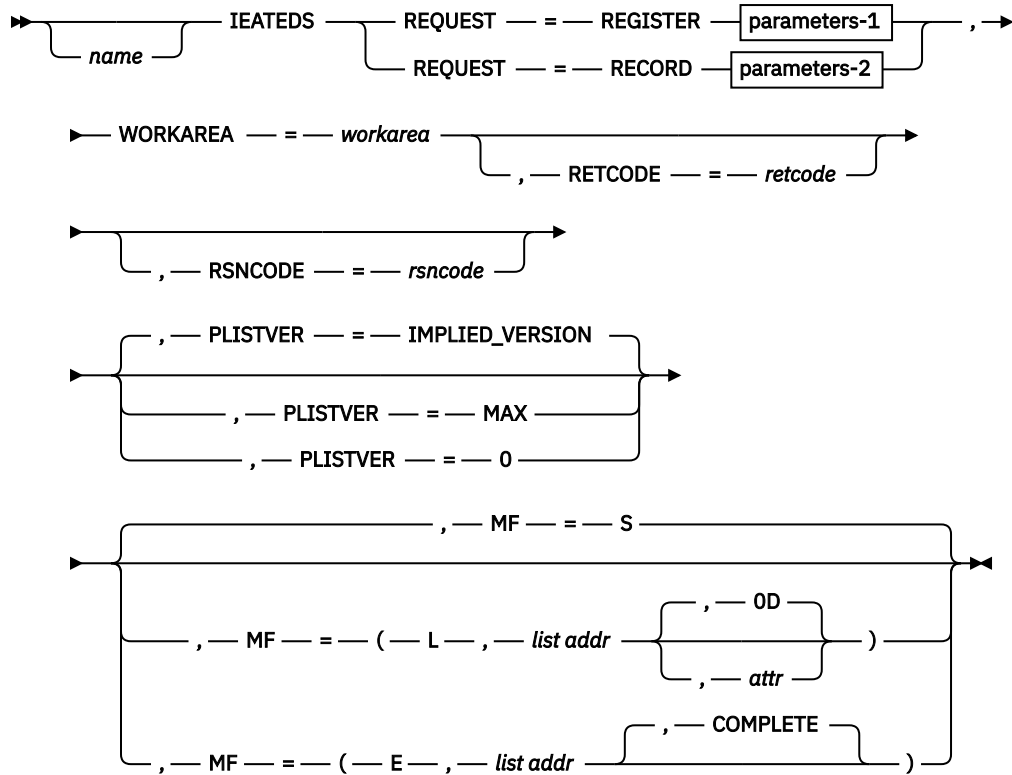 IEATEDS REQUEST = REGISTER parameters-1 ,
name
REQUEST = RECORD parameters-2
WORKAREA = workarea
, RETCODE = retcode
, RSNCODE = rsncode
, PLISTVER = IMPLIED_VERSION
, PLISTVER = MAX
, PLISTVER = 0
, MF = S
, 0D
, MF = ( L , list addr )
, attr
, COMPLETE
, MF = ( E , list addr )